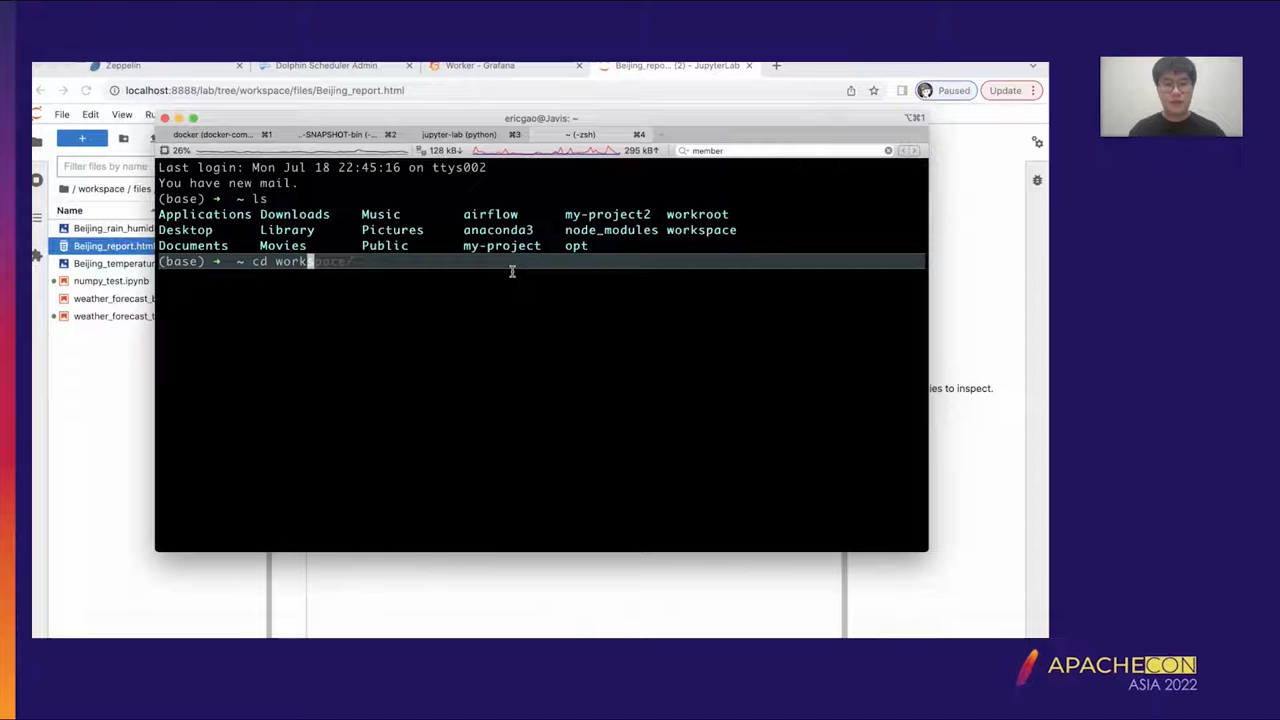 Zeppelin
Dolphin Scheduler Admin
Worker - Grafana
Beijing_repo... (2) - JupyterLab
localhost:8888/lab/tree/workspace/files/Beijing_report.html
Paused
Update
File Edit View Ru
ericgao@Javis: ~
⌥⌘1
docker (docker-com... ⌘1
..-SNAPSHOT-bin (-... ⌘2
jupyter-lab (python) ⌘3
~ (-zsh) ⌘4
26%
128 kB↓
295 kB↑
member
Filter files by name
/ workspace / files
Name
Beijing_rain_humid
Beijing_report.html
Beijing_temperatur
numpy_test.ipynb
weather_forecast_b
weather_forecast_t
Last login: Mon Jul 18 22:45:16 on ttys002
You have new mail.
(base) ➜ ~ ls
Applications Downloads Music airflow my-project2 workroot
Desktop Library Pictures anaconda3 node_modules workspace
Documents Movies Public my-project opt
(base) ➜ ~ cd workspace/
ies to inspect.
APACHECON
ASIA 2022